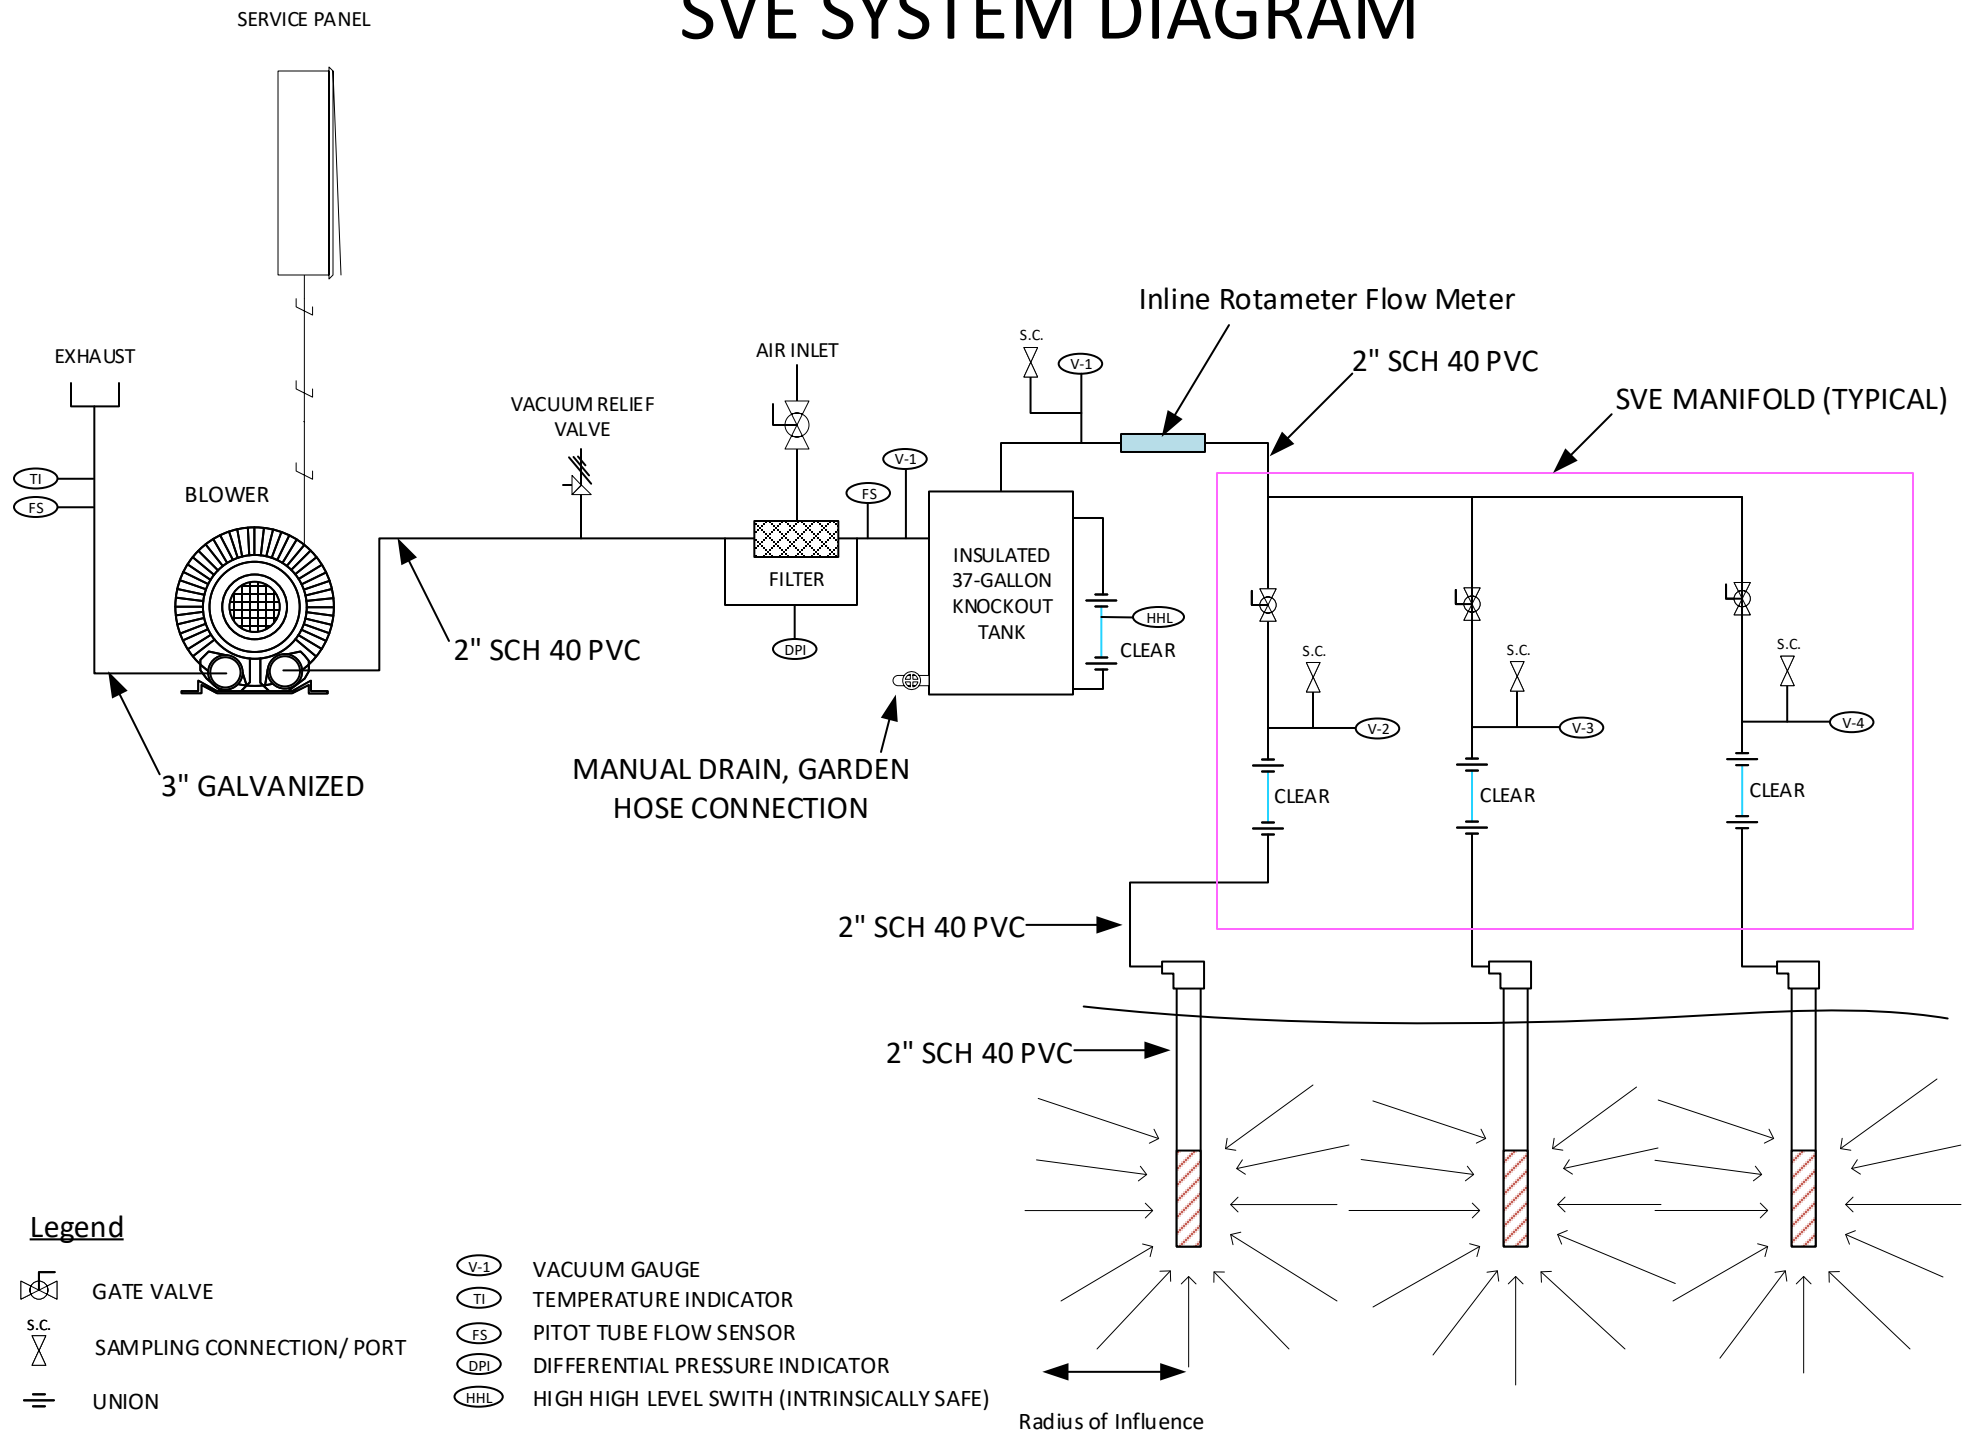 SVE SYSTEM DIAGRAM
SERVICE PANEL
Inline Rotameter Flow Meter
S.C.
V-1
2" SCH 40 PVC
SVE MANIFOLD (TYPICAL)
EXHAUST
AIR INLET
VACUUM RELIEF
VALVE
TI
FS
BLOWER
V-1
FS
FILTER
DPI
INSULATED
37-GALLON
KNOCKOUT
TANK
HHL
CLEAR
2" SCH 40 PVC
S.C.
S.C.
S.C.
V-2
V-3
V-4
3" GALVANIZED
MANUAL DRAIN, GARDEN
HOSE CONNECTION
CLEAR
CLEAR
CLEAR
2" SCH 40 PVC
2" SCH 40 PVC
Legend
GATE VALVE
S.C.
SAMPLING CONNECTION/ PORT
UNION
V-1 VACUUM GAUGE
TI TEMPERATURE INDICATOR
FS PITOT TUBE FLOW SENSOR
DPI DIFFERENTIAL PRESSURE INDICATOR
HHL HIGH HIGH LEVEL SWITH (INTRINSICALLY SAFE)
Radius of Influence